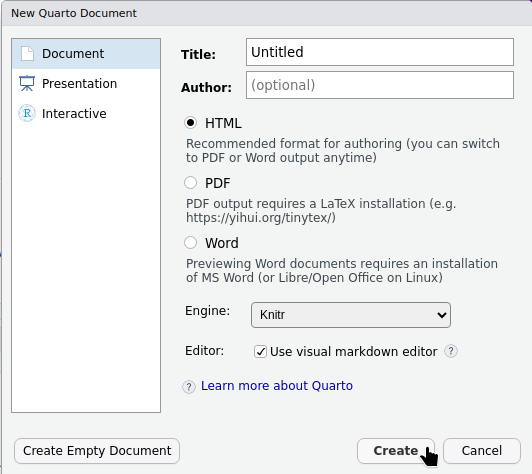 New Quarto Document
Document
Presentation
Interactive
Title:
Untitled
Author:
(optional)
HTML
Recommended format for authoring (you can switch
to PDF or Word output anytime)
PDF
PDF output requires a LaTeX installation (e.g.
https://yihui.org/tinytex/)
Word
Previewing Word documents requires an installation
of MS Word (or Libre/Open Office on Linux)
Engine:
Knitr
Editor:
Use visual markdown editor ?
? Learn more about Quarto
Create Empty Document
Create
Cancel